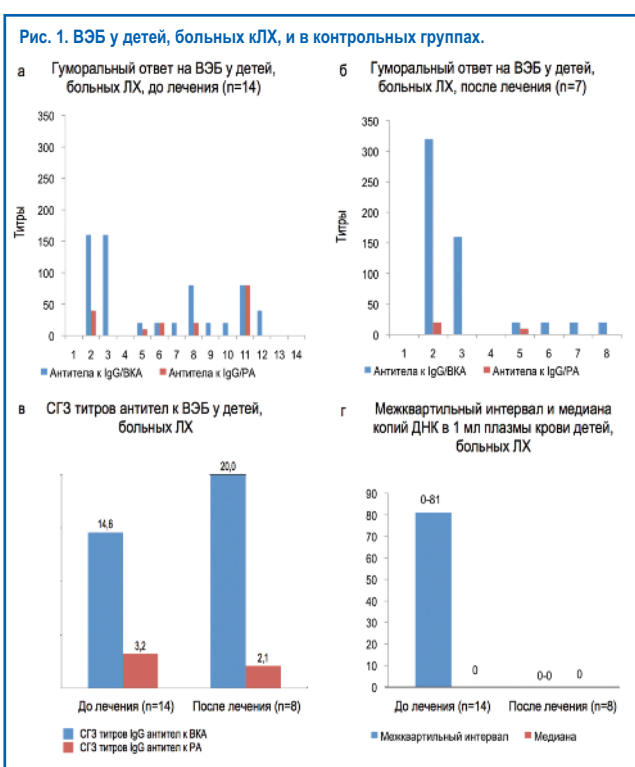 Рис. 1. ВЭБ у детей, больных кЛХ, и в контрольных группах.
а
Гуморальный ответ на ВЭБ у детей,
больных ЛХ, до лечения (n=14)
350
300
250
200
150
100
50
0
Титры
1 2 3 4 5 6 7 8 9 10 11 12 13 14
Антитела к IgG/ВКА
Антитела к IgG/РА
б
Гуморальный ответ на ВЭБ у детей,
больных ЛХ, после лечения (n=7)
350
300
250
200
150
100
50
0
Титры
1 2 3 4 5 6 7 8
Антитела к IgG/ВКА
Антитела к IgG/РА
в
СГЗ титров антител к ВЭБ у детей,
больных ЛХ
14,6
3,2
20,0
2,1
До лечения (n=14)
После лечения (n=8)
СГЗ титров IgG антител к ВКА
СГЗ титров IgG антител к РА
г
Межквартильный интервал и медиана
копий ДНК в 1 мл плазмы крови детей,
больных ЛХ
90
80
70
60
50
40
30
20
10
0
0-81
0
0-0
0
До лечения (n=14)
После лечения (n=8)
Межквартильный интервал
Медиана